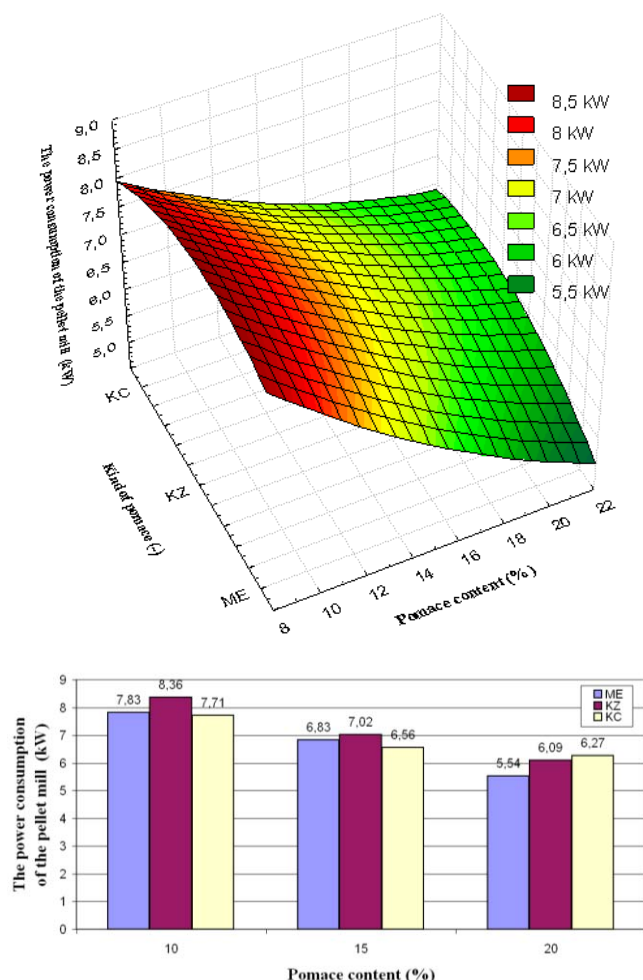 The power consumption of the pellet mill (kW)
9,0
8,5
8,0
7,5
7,0
6,5
6,0
5,5
5,0
8,5 kW
8 kW
7,5 kW
7 kW
6,5 kW
6 kW
5,5 kW
KC
KZ
ME
Kind of pomace (-)
8
10
12
14
16
18
20
22
Pomace content (%)
The power consumption
of the pellet mill (kW)
9
8
7
6
5
4
3
2
1
0
7,83
8,36
7,71
6,83
7,02
6,56
5,54
6,09
6,27
ME
KZ
KC
10
15
20
Pomace content (%)